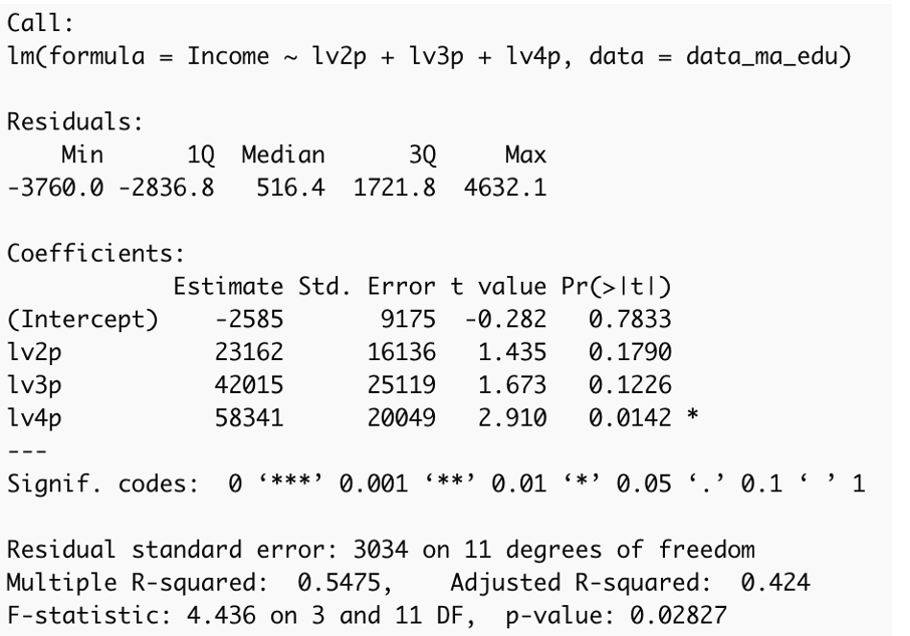 Call:
lm(formula = Income ~ lv2p + lv3p + lv4p, data = data_ma_edu)
Residuals:
Min 1Q Median 3Q Max
-3760.0 -2836.8 516.4 1721.8 4632.1
Coefficients:
Estimate Std. Error t value Pr(>|t|)
(Intercept) -2585 9175 -0.282 0.7833
lv2p 23162 16136 1.435 0.1790
lv3p 42015 25119 1.673 0.1226
lv4p 58341 20049 2.910 0.0142 *
---
Signif. codes: 0 ‘***’ 0.001 ‘**’ 0.01 ‘*’ 0.05 ‘.’ 0.1 ‘ ’ 1
Residual standard error: 3034 on 11 degrees of freedom
Multiple R-squared: 0.5475, Adjusted R-squared: 0.424
F-statistic: 4.436 on 3 and 11 DF, p-value: 0.02827